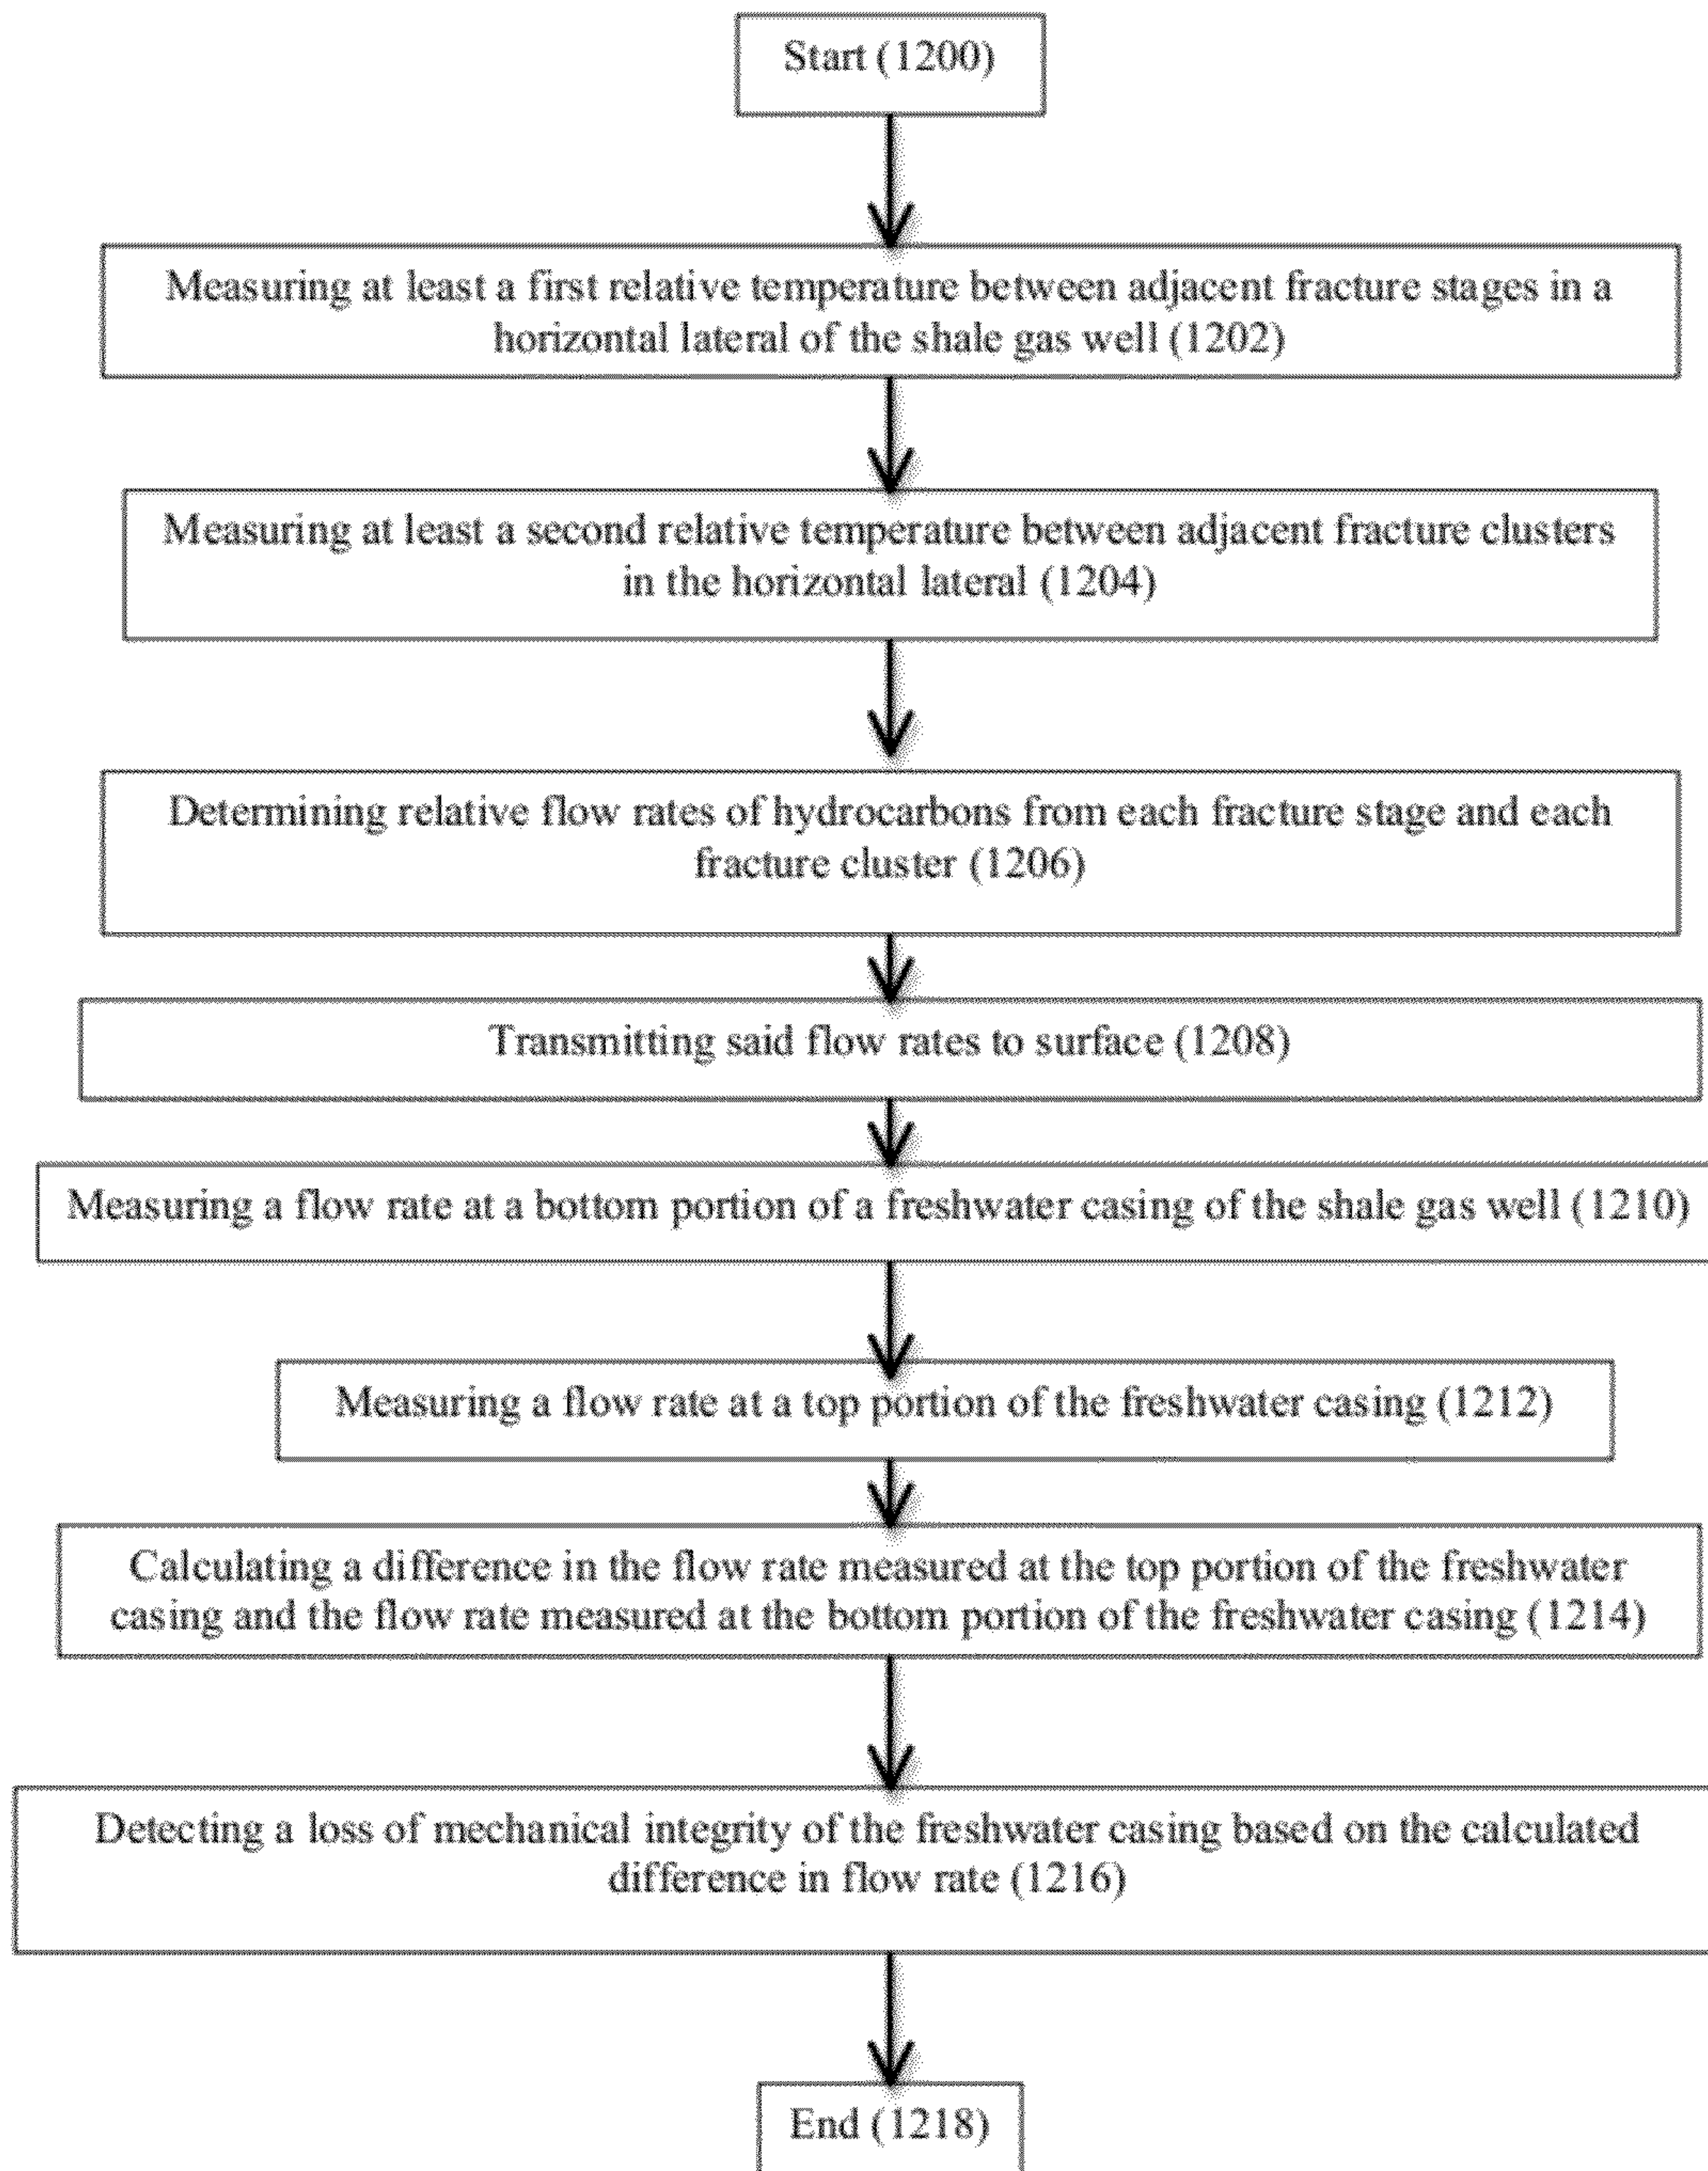 Start (1200)
Measuring at least a first relative temperature between adjacent fracture stages in a
horizontal lateral of the shale gas well (1202)
Measuring at least a second relative temperature between adjacent fracture clusters
in the horizontal lateral (1204)
Determining relative flow rates of hydrocarbons from each fracture stage and each
fracture cluster (1206)
Transmitting said flow rates to surface (1208)
Measuring a flow rate at a bottom portion of a freshwater casing of the shale gas well (1210)
Measuring a flow rate at a top portion of the freshwater casing (1212)
Calculating a difference in the flow rate measured at the top portion of the freshwater
casing and the flow rate measured at the bottom portion of the freshwater casing (1214)
Detecting a loss of mechanical integrity of the freshwater casing based on the calculated
difference in flow rate (1216)
End (1218)